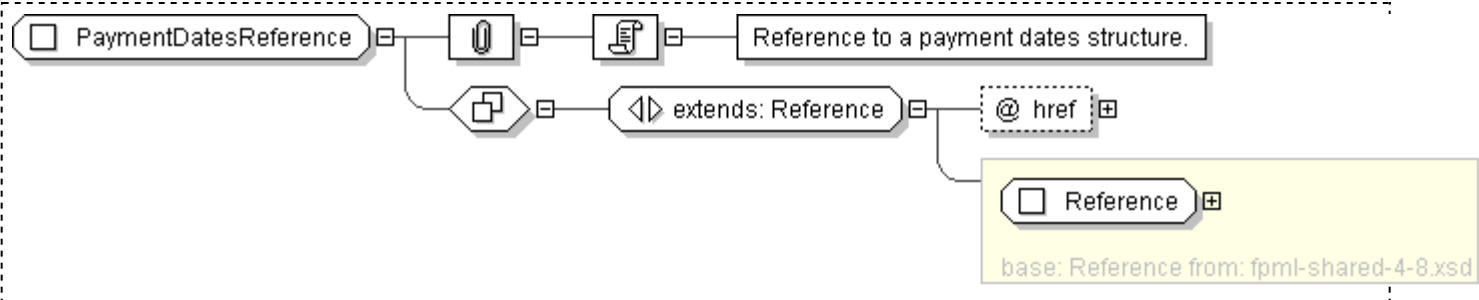 PaymentDatesReference
Reference to a payment dates structure.
extends: Reference
@ href
Reference
base: Reference from: fpml-shared-4-8.xsd